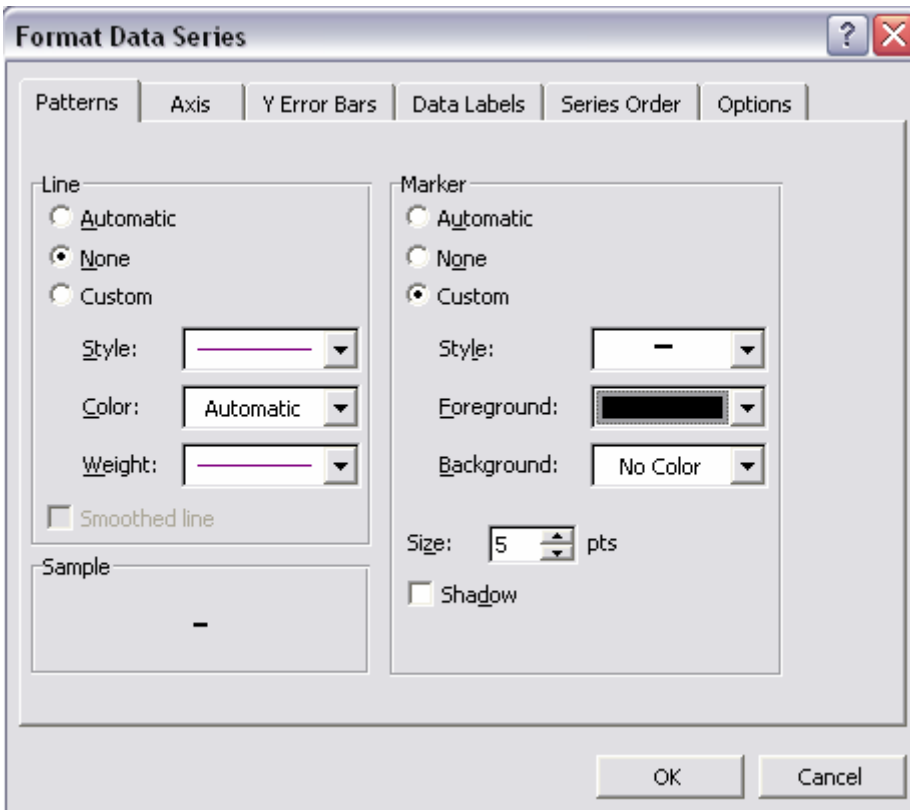 Format Data Series
?
Patterns
Axis
Y Error Bars
Data Labels
Series Order
Options
Line
Automatic
None
Custom
Style:
Color: Automatic
Weight:
Smoothed line
Sample
Marker
Automatic
None
Custom
Style:
Foreground:
Background: No Color
Size: 5 pts
Shadow
OK
Cancel